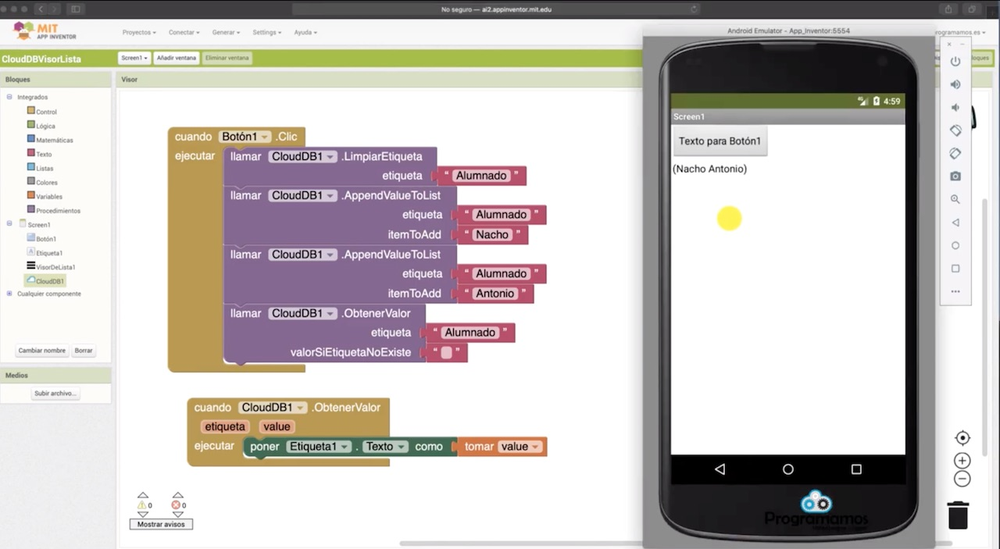 No seguro — ai2.appinventor.mit.edu
MIT
APP INVENTOR
Proyectos
Conectar
Generar
Settings
Ayuda
CloudDBVisorLista
Screen1
Añadir ventana
Eliminar ventana
Bloques
Visor
Integrados
Control
Lógica
Matemáticas
Texto
Listas
Colores
Variables
Procedimientos
Screen1
Botón1
Etiqueta1
VisorDeLista1
CloudDB1
Cualquier componente
Cambiar nombre
Borrar
Medios
Subir archivo...
cuando Botón1 .Clic
ejecutar llamar CloudDB1 .LimpiarEtiqueta
etiqueta “ Alumnado ”
llamar CloudDB1 .AppendValueToList
etiqueta “ Alumnado ”
itemToAdd “ Nacho ”
llamar CloudDB1 .AppendValueToList
etiqueta “ Alumnado ”
itemToAdd “ Antonio ”
llamar CloudDB1 .ObtenerValor
etiqueta “ Alumnado ”
valorSiEtiquetaNoExiste “ ”
cuando CloudDB1 .ObtenerValor
etiqueta value
ejecutar poner Etiqueta1 . Texto como tomar value
0 0
Mostrar avisos
Android Emulator - App_Inventor:5554
4:59
Screen1
Texto para Botón1
(Nacho Antonio)
Programamos